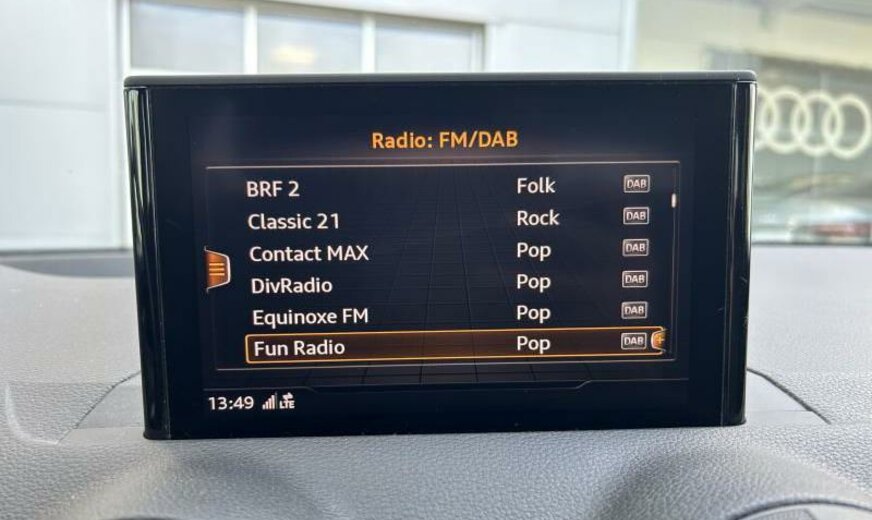 Radio: FM/DAB
BRF 2 Folk DAB
Classic 21 Rock DAB
Contact MAX Pop DAB
DivRadio Pop DAB
Equinoxe FM Pop DAB
Fun Radio Pop DAB
13:49 LTE